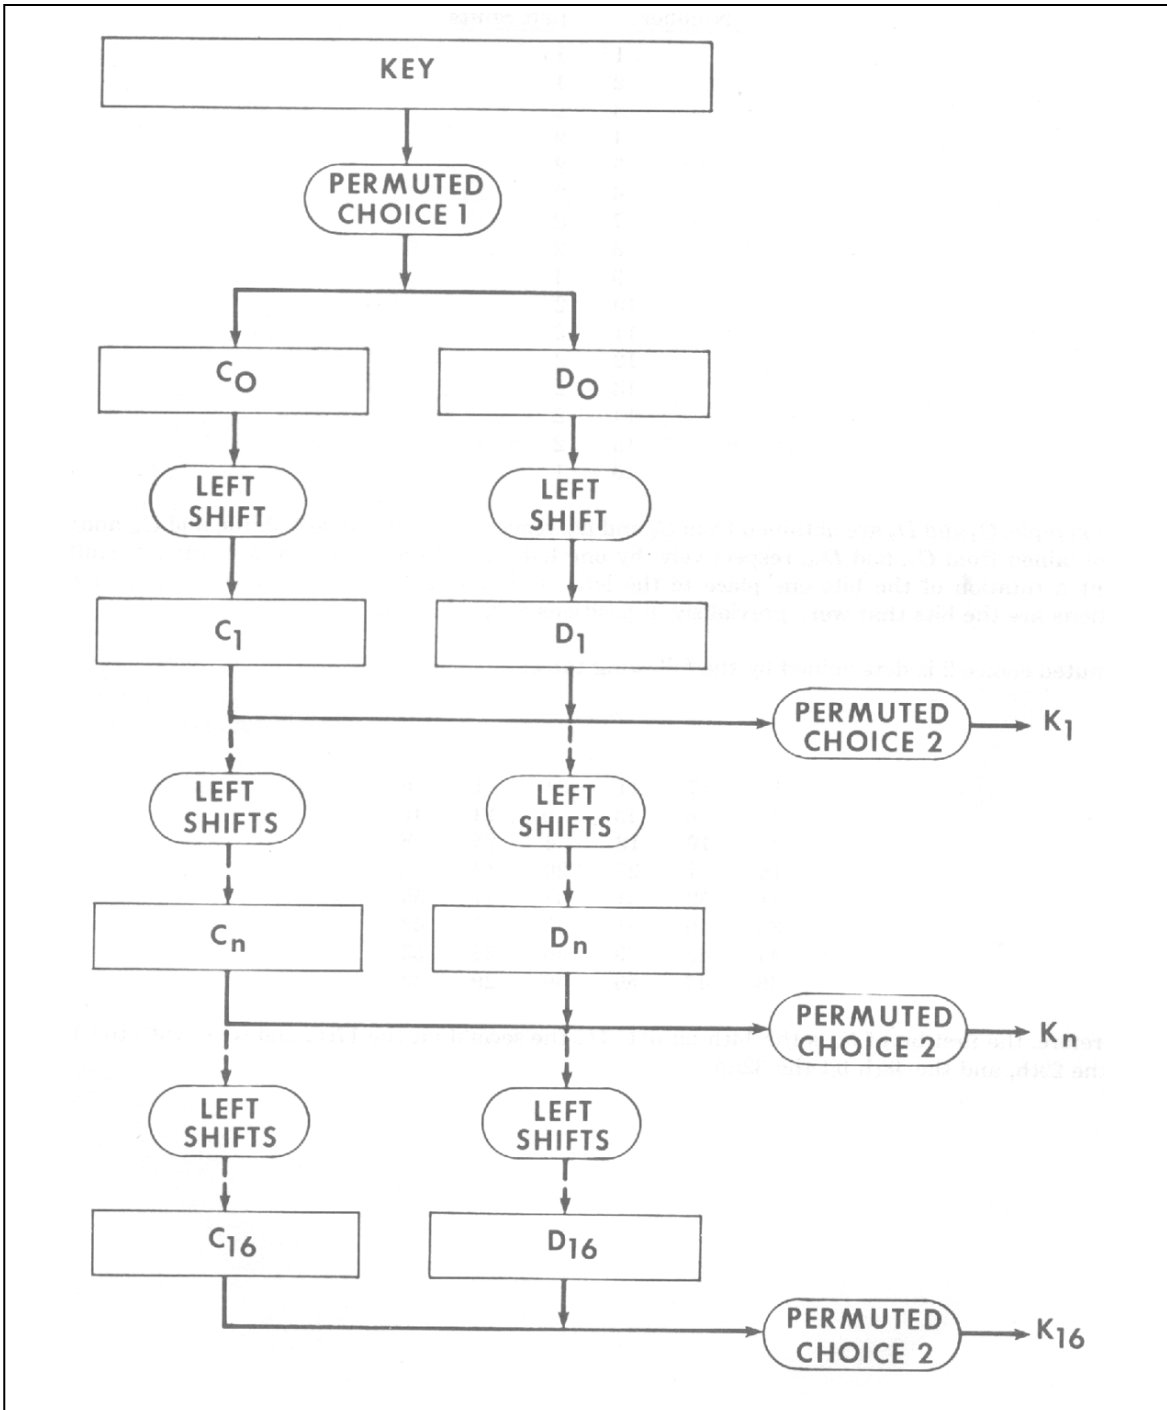 KEY
PERMUTED
CHOICE 1
C0
D0
LEFT
SHIFT
LEFT
SHIFT
C1
D1
PERMUTED
CHOICE 2
K1
LEFT
SHIFTS
LEFT
SHIFTS
Cn
Dn
PERMUTED
CHOICE 2
Kn
LEFT
SHIFTS
LEFT
SHIFTS
C16
D16
PERMUTED
CHOICE 2
K16